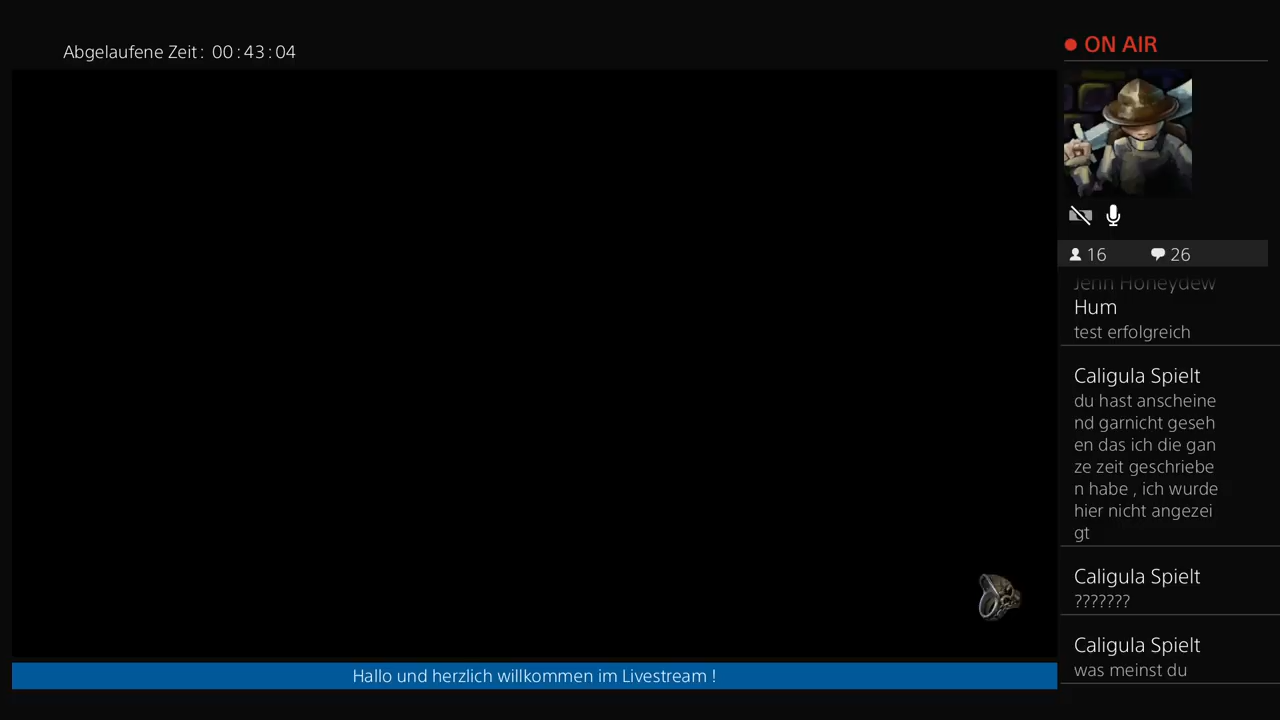 Abgelaufene Zeit: 00:43:04
ON AIR
16 26
Jenn Honeydew
Hum
test erfolgreich
Caligula Spielt
du hast anscheine
nd garnicht geseh
en das ich die gan
ze zeit geschriebe
n habe , ich wurde
hier nicht angezei
gt
Caligula Spielt
???????
Caligula Spielt
was meinst du
Hallo und herzlich willkommen im Livestream !